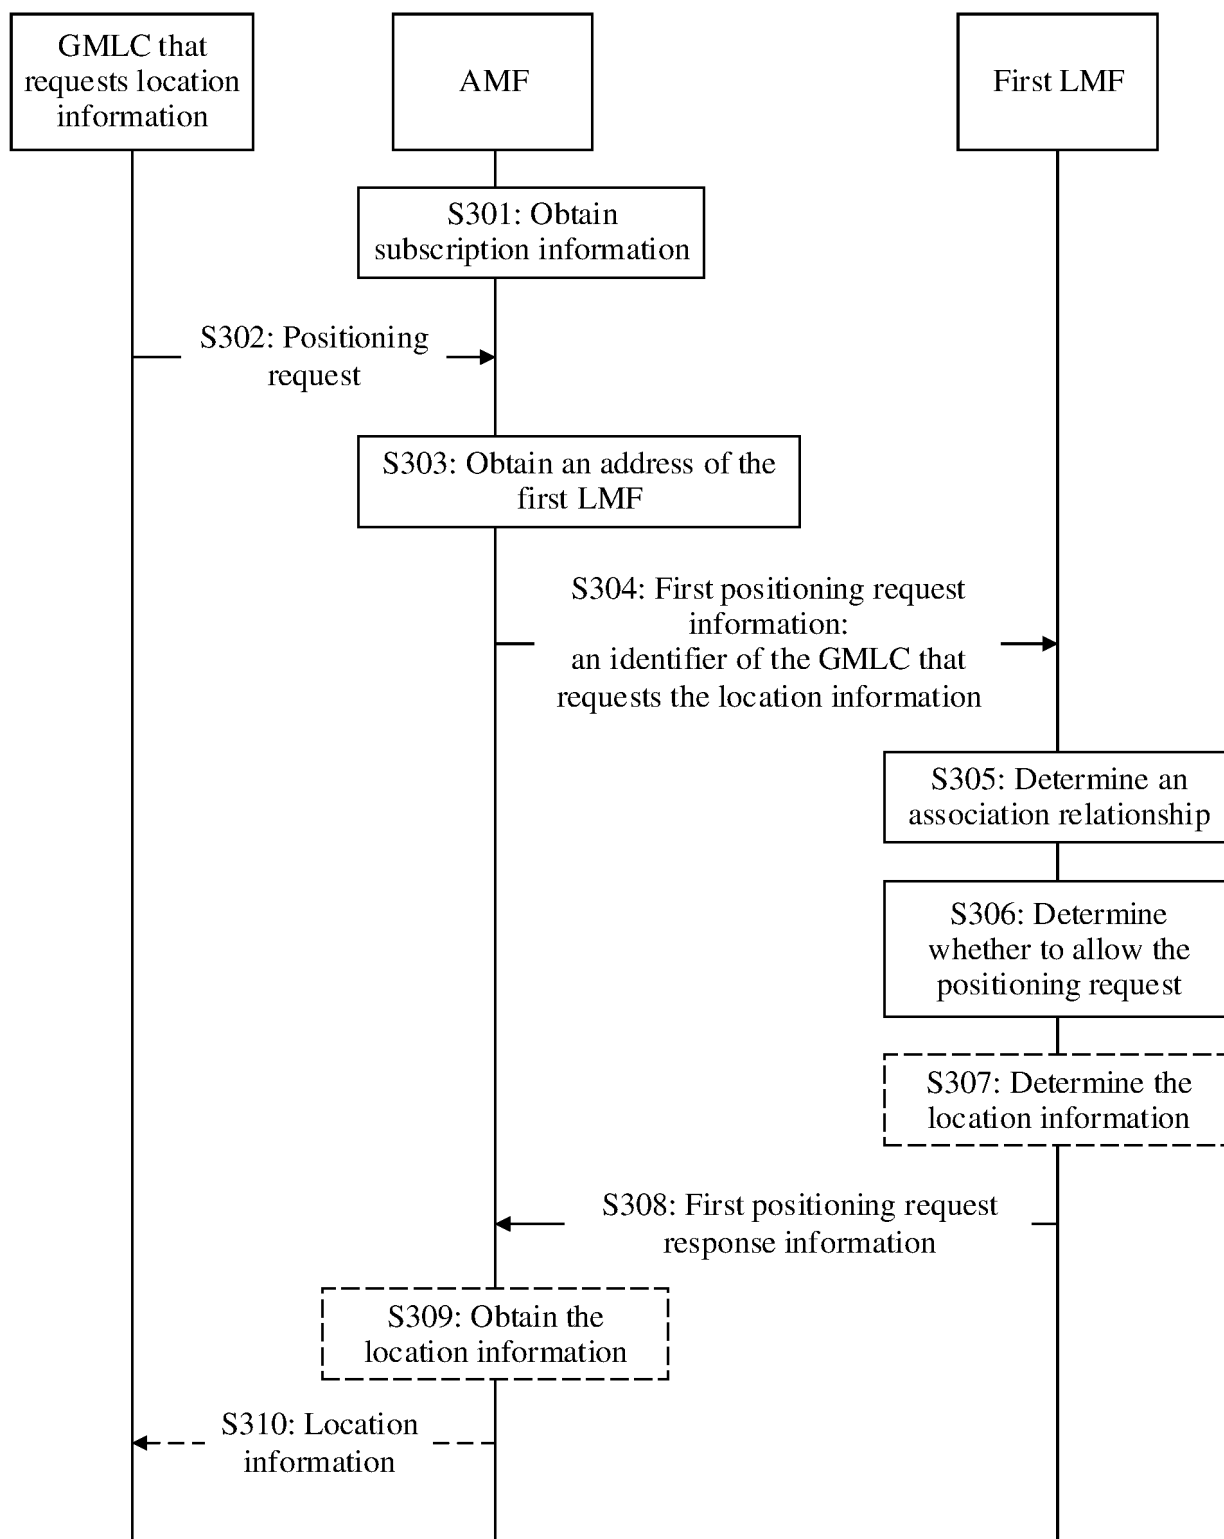 GMLC that
requests location
information
AMF
First LMF
S301: Obtain
subscription information
S302: Positioning
request
S303: Obtain an address of the
first LMF
S304: First positioning request
information:
an identifier of the GMLC that
requests the location information
S305: Determine an
association relationship
S306: Determine
whether to allow the
positioning request
S307: Determine the
location information
S308: First positioning request
response information
S309: Obtain the
location information
S310: Location
information